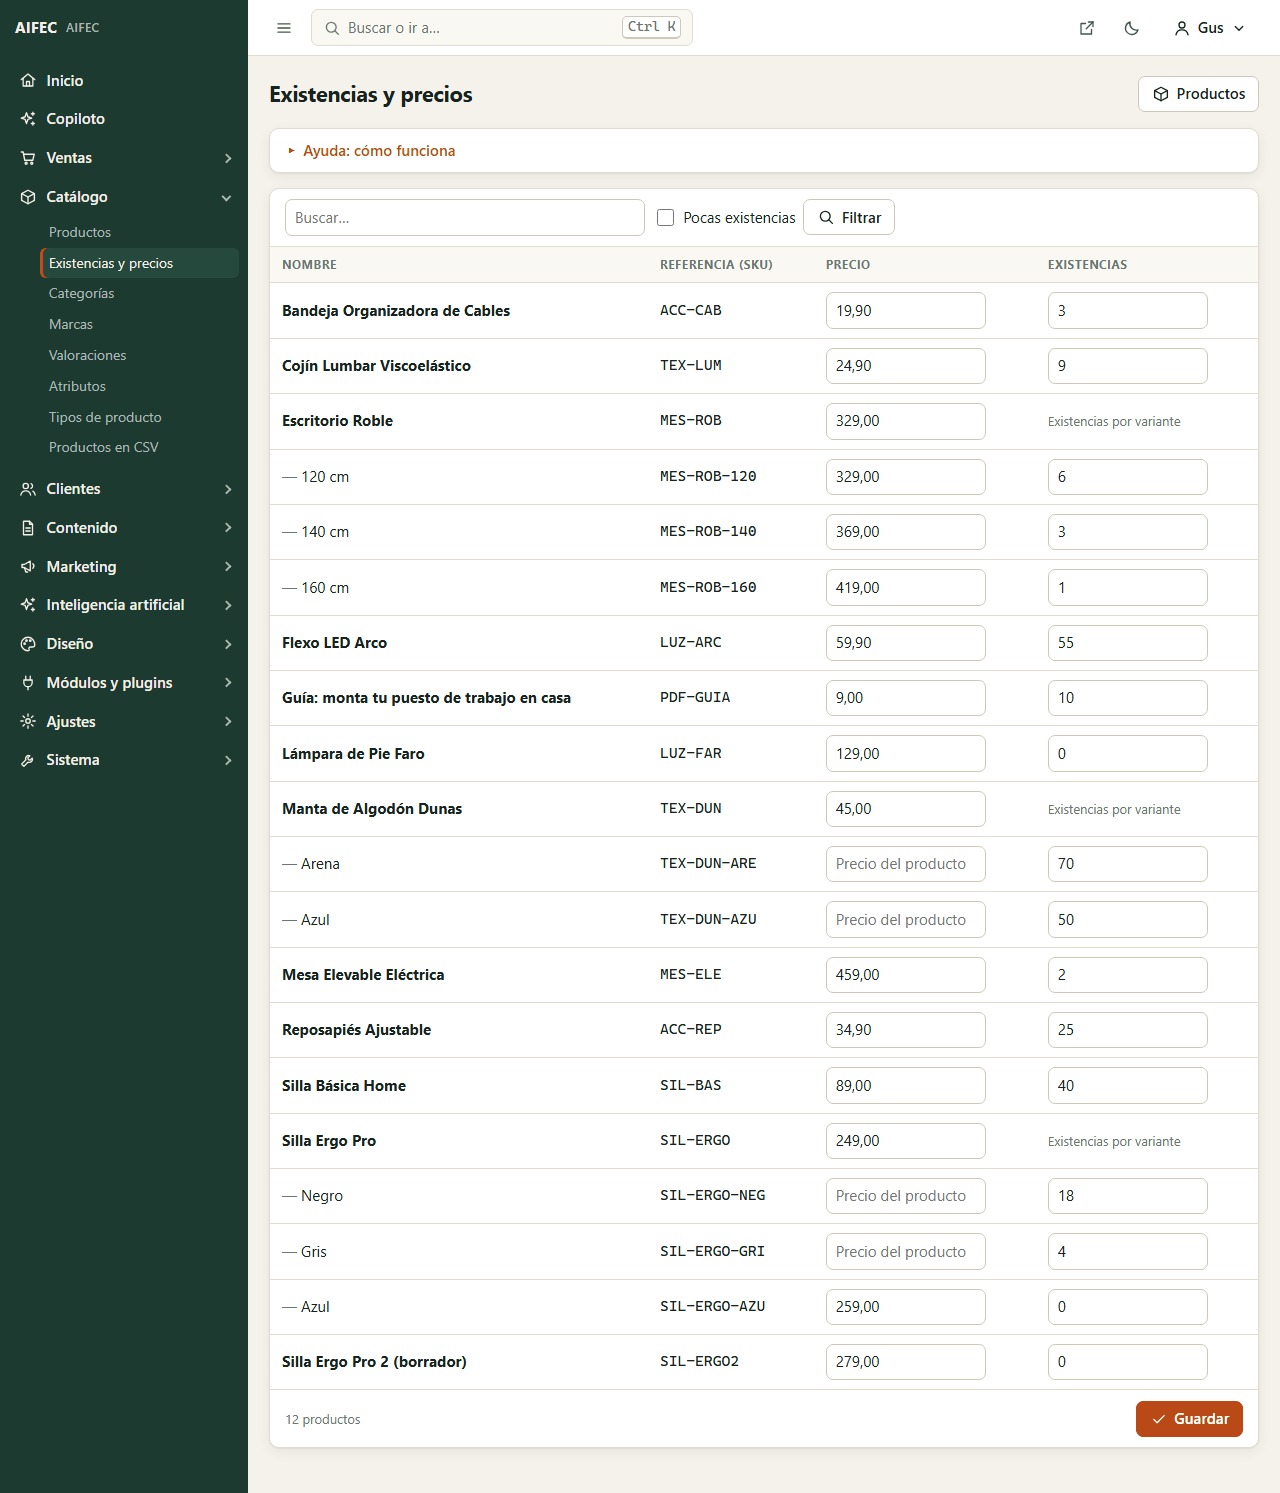 AIFEC AIFEC
Buscar o ir a... Ctrl K
Gus
Inicio
Copiloto
Ventas
Catálogo
Productos
Existencias y precios
Categorías
Marcas
Valoraciones
Atributos
Tipos de producto
Productos en CSV
Clientes
Contenido
Marketing
Inteligencia artificial
Diseño
Módulos y plugins
Ajustes
Sistema
Existencias y precios
Productos
Ayuda: cómo funciona
Buscar... Pocas existencias Filtrar
NOMBRE REFERENCIA (SKU) PRECIO EXISTENCIAS
Bandeja Organizadora de Cables ACC-CAB 19,90 3
Cojín Lumbar Viscoelástico TEX-LUM 24,90 9
Escritorio Roble MES-ROB 329,00 Existencias por variante
— 120 cm MES-ROB-120 329,00 6
— 140 cm MES-ROB-140 369,00 3
— 160 cm MES-ROB-160 419,00 1
Flexo LED Arco LUZ-ARC 59,90 55
Guía: monta tu puesto de trabajo en casa PDF-GUIA 9,00 10
Lámpara de Pie Faro LUZ-FAR 129,00 0
Manta de Algodón Dunas TEX-DUN 45,00 Existencias por variante
— Arena TEX-DUN-ARE Precio del producto 70
— Azul TEX-DUN-AZU Precio del producto 50
Mesa Elevable Eléctrica MES-ELE 459,00 2
Reposapiés Ajustable ACC-REP 34,90 25
Silla Básica Home SIL-BAS 89,00 40
Silla Ergo Pro SIL-ERGO 249,00 Existencias por variante
— Negro SIL-ERGO-NEG Precio del producto 18
— Gris SIL-ERGO-GRI Precio del producto 4
— Azul SIL-ERGO-AZU 259,00 0
Silla Ergo Pro 2 (borrador) SIL-ERGO2 279,00 0
12 productos Guardar